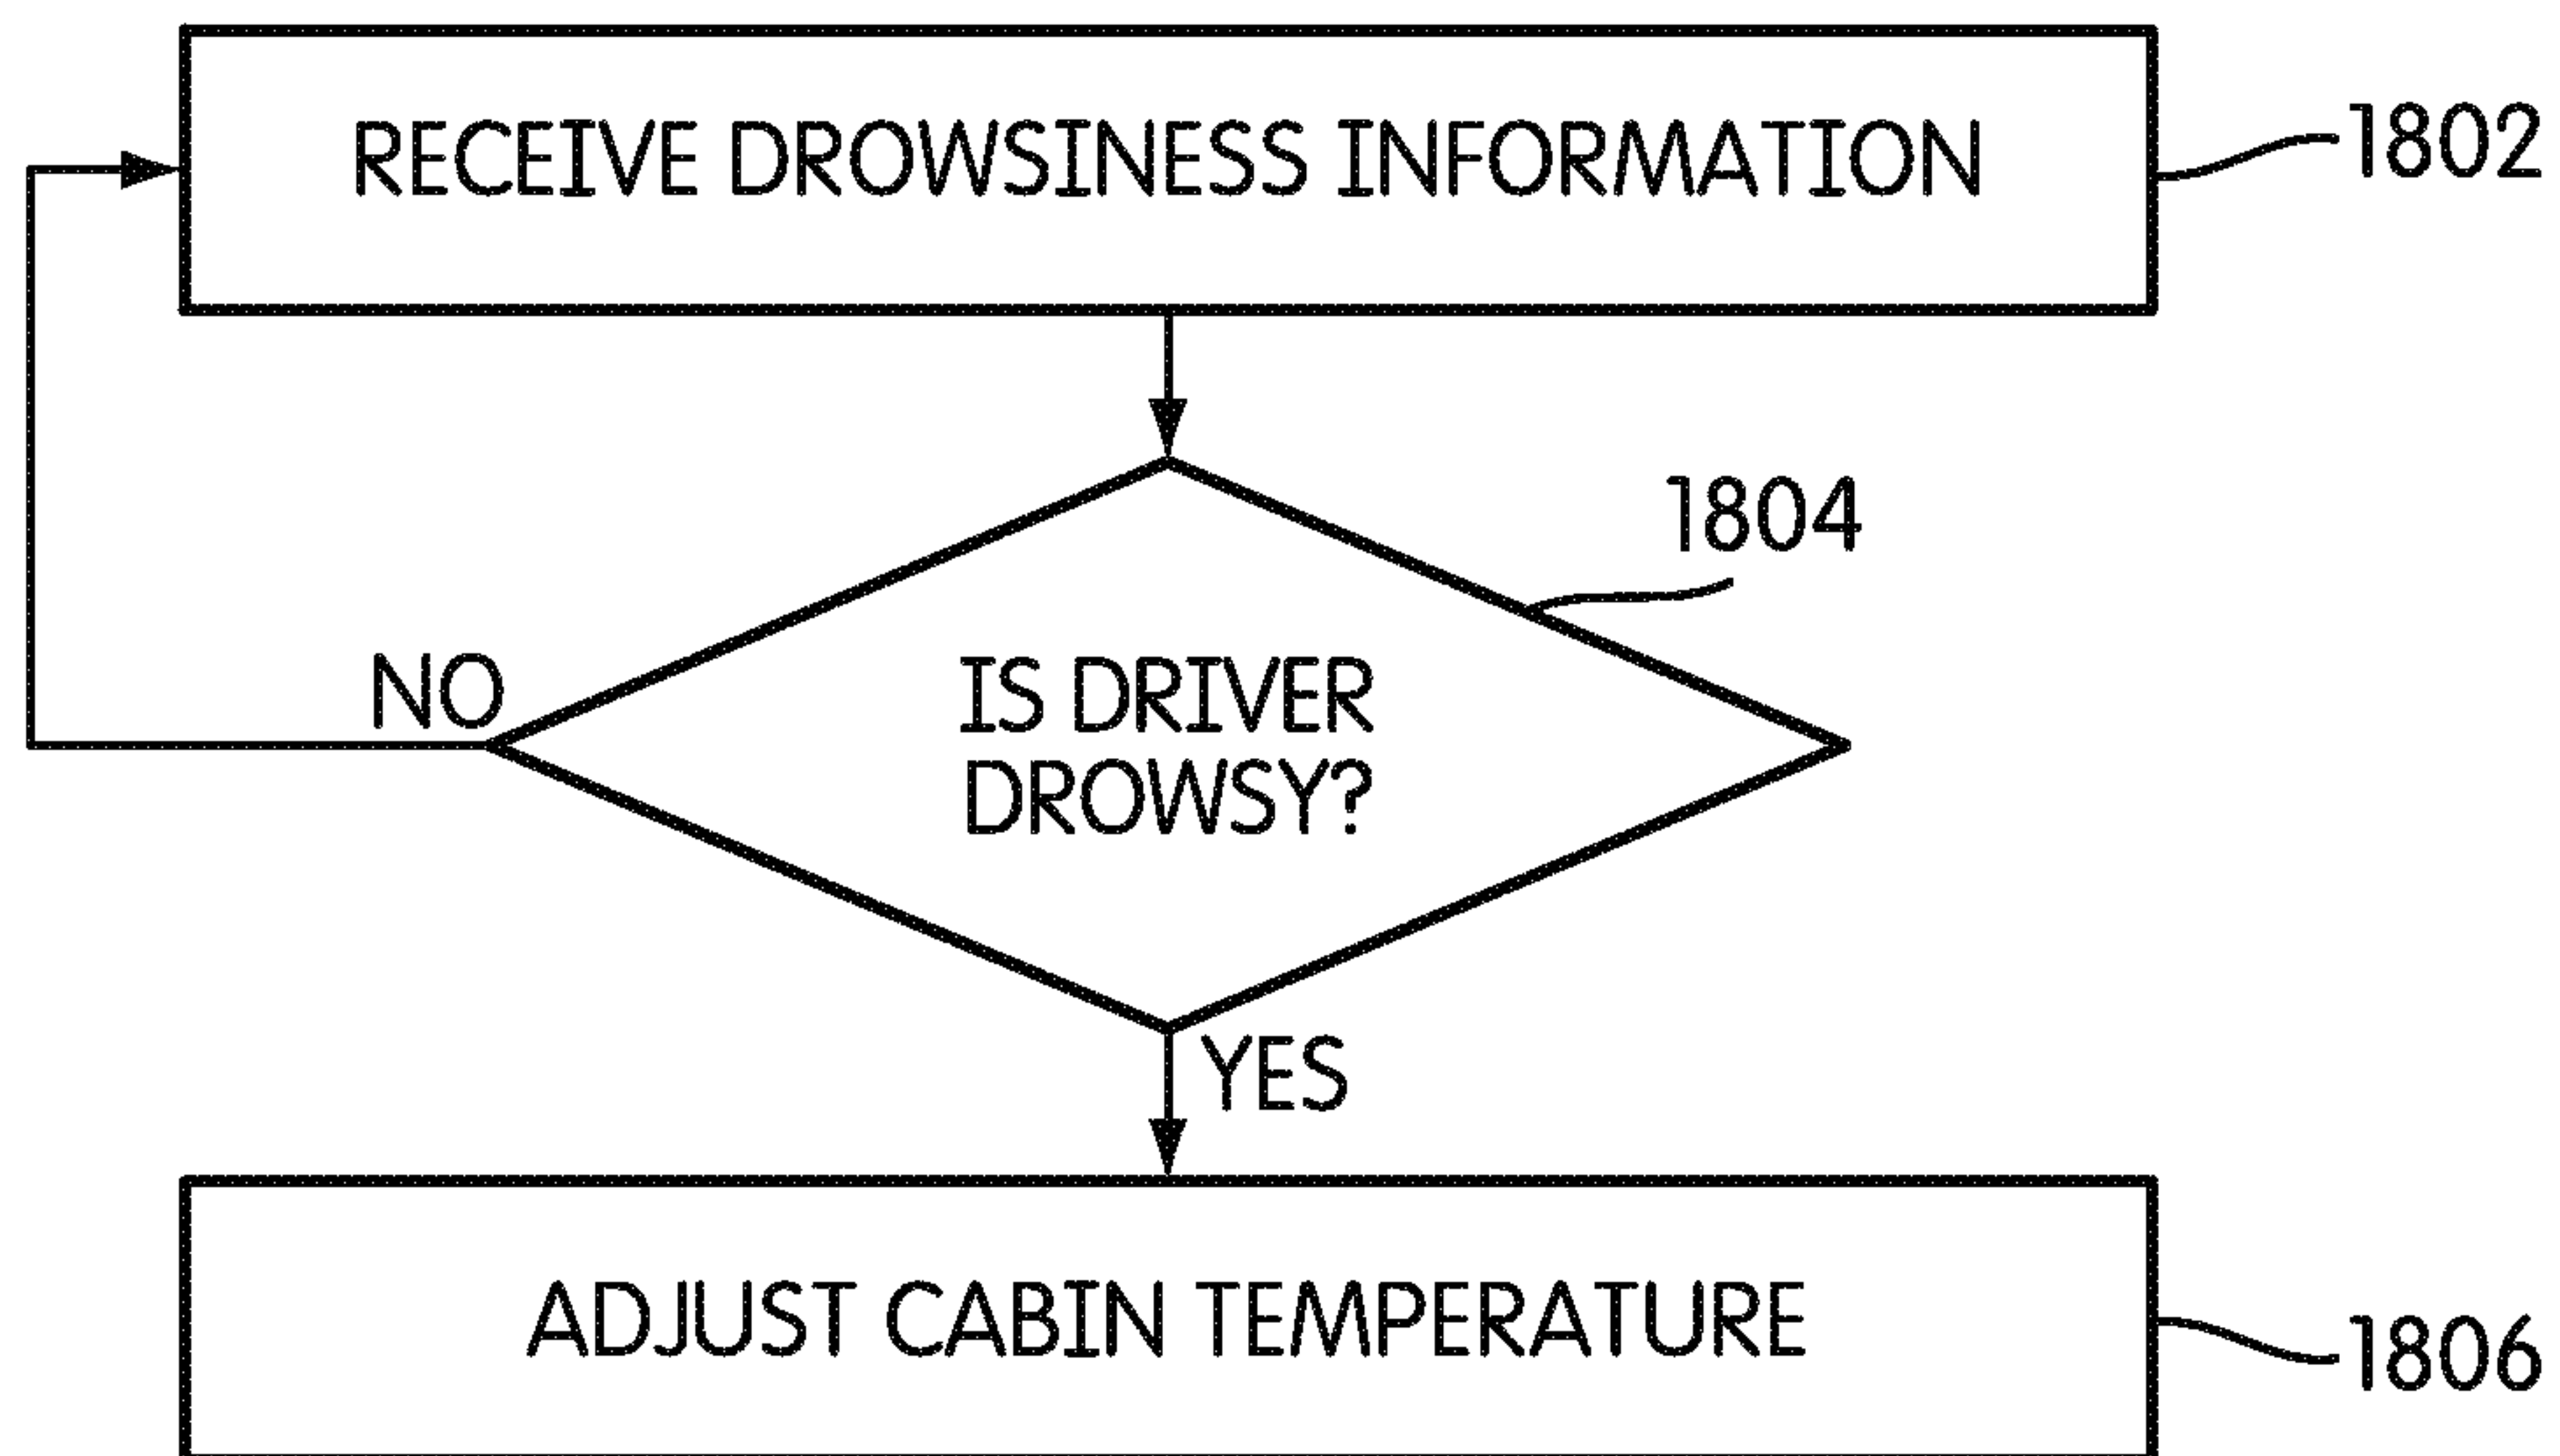 RECEIVE DROWSINESS INFORMATION
1802
1804
IS DRIVER
DROWSY?
NO
YES
ADJUST CABIN TEMPERATURE
1806